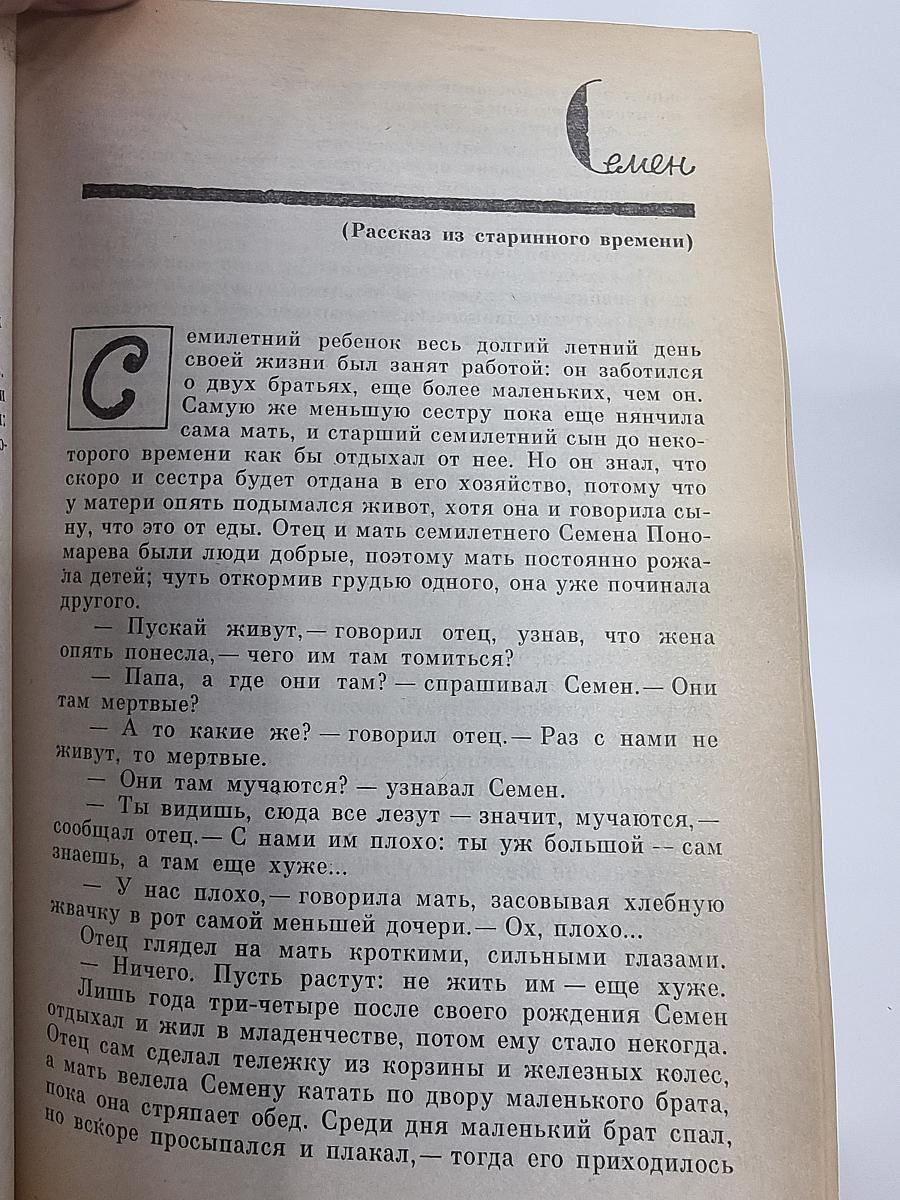 Семен
(Рассказ из старинного времени)
Семилетний ребенок весь долгий летний день
своей жизни был занят работой: он заботился
о двух братьях, еще более маленьких, чем он.
Самую же меньшую сестру пока еще нянчила
сама мать, и старший семилетний сын до неко-
торого времени как бы отдыхал от нее. Но он знал, что
скоро и сестра будет отдана в его хозяйство, потому что
у матери опять подымался живот, хотя она и говорила сы-
ну, что это от еды. Отец и мать семилетнего Семена Поно-
марева были люди добрые, поэтому мать постоянно рожа-
ла детей; чуть откормив грудью одного, она уже починала
другого.
— Пускай живут,— говорил отец, узнав, что жена
опять понесла,— чего им там томиться?
— Папа, а где они там? — спрашивал Семен.— Они
там мертвые?
— А то какие же? — говорил отец.— Раз с нами не
живут, то мертвые.
— Они там мучаются? — узнавал Семен.
— Ты видишь, сюда все лезут — значит, мучаются,—
сообщал отец.— С нами им плохо: ты уж большой — сам
знаешь, а там еще хуже...
— У нас плохо,— говорила мать, засовывая хлебную
жвачку в рот самой меньшей дочери.— Ох, плохо...
Отец глядел на мать кроткими, сильными глазами.
— Ничего. Пусть растут: не жить им — еще хуже.
Лишь года три-четыре после своего рождения Семен
отдыхал и жил в младенчестве, потом ему стало некогда.
Отец сам сделал тележку из корзины и железных колес,
а мать велела Семену катать по двору маленького брата,
пока она стряпает обед. Среди дня маленький брат спал,
но вскоре просыпался и плакал,— тогда его приходилось